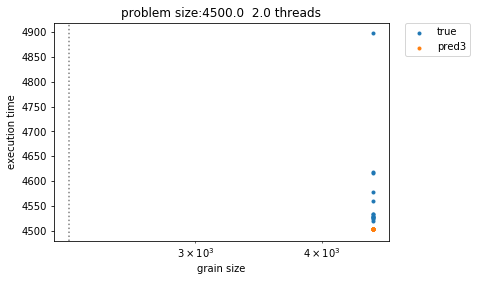 problem size:4500.0  2.0 threads
true
pred3
execution time
4900
4850
4800
4750
4700
4650
4600
4550
4500
3 × 10³
4 × 10³
grain size